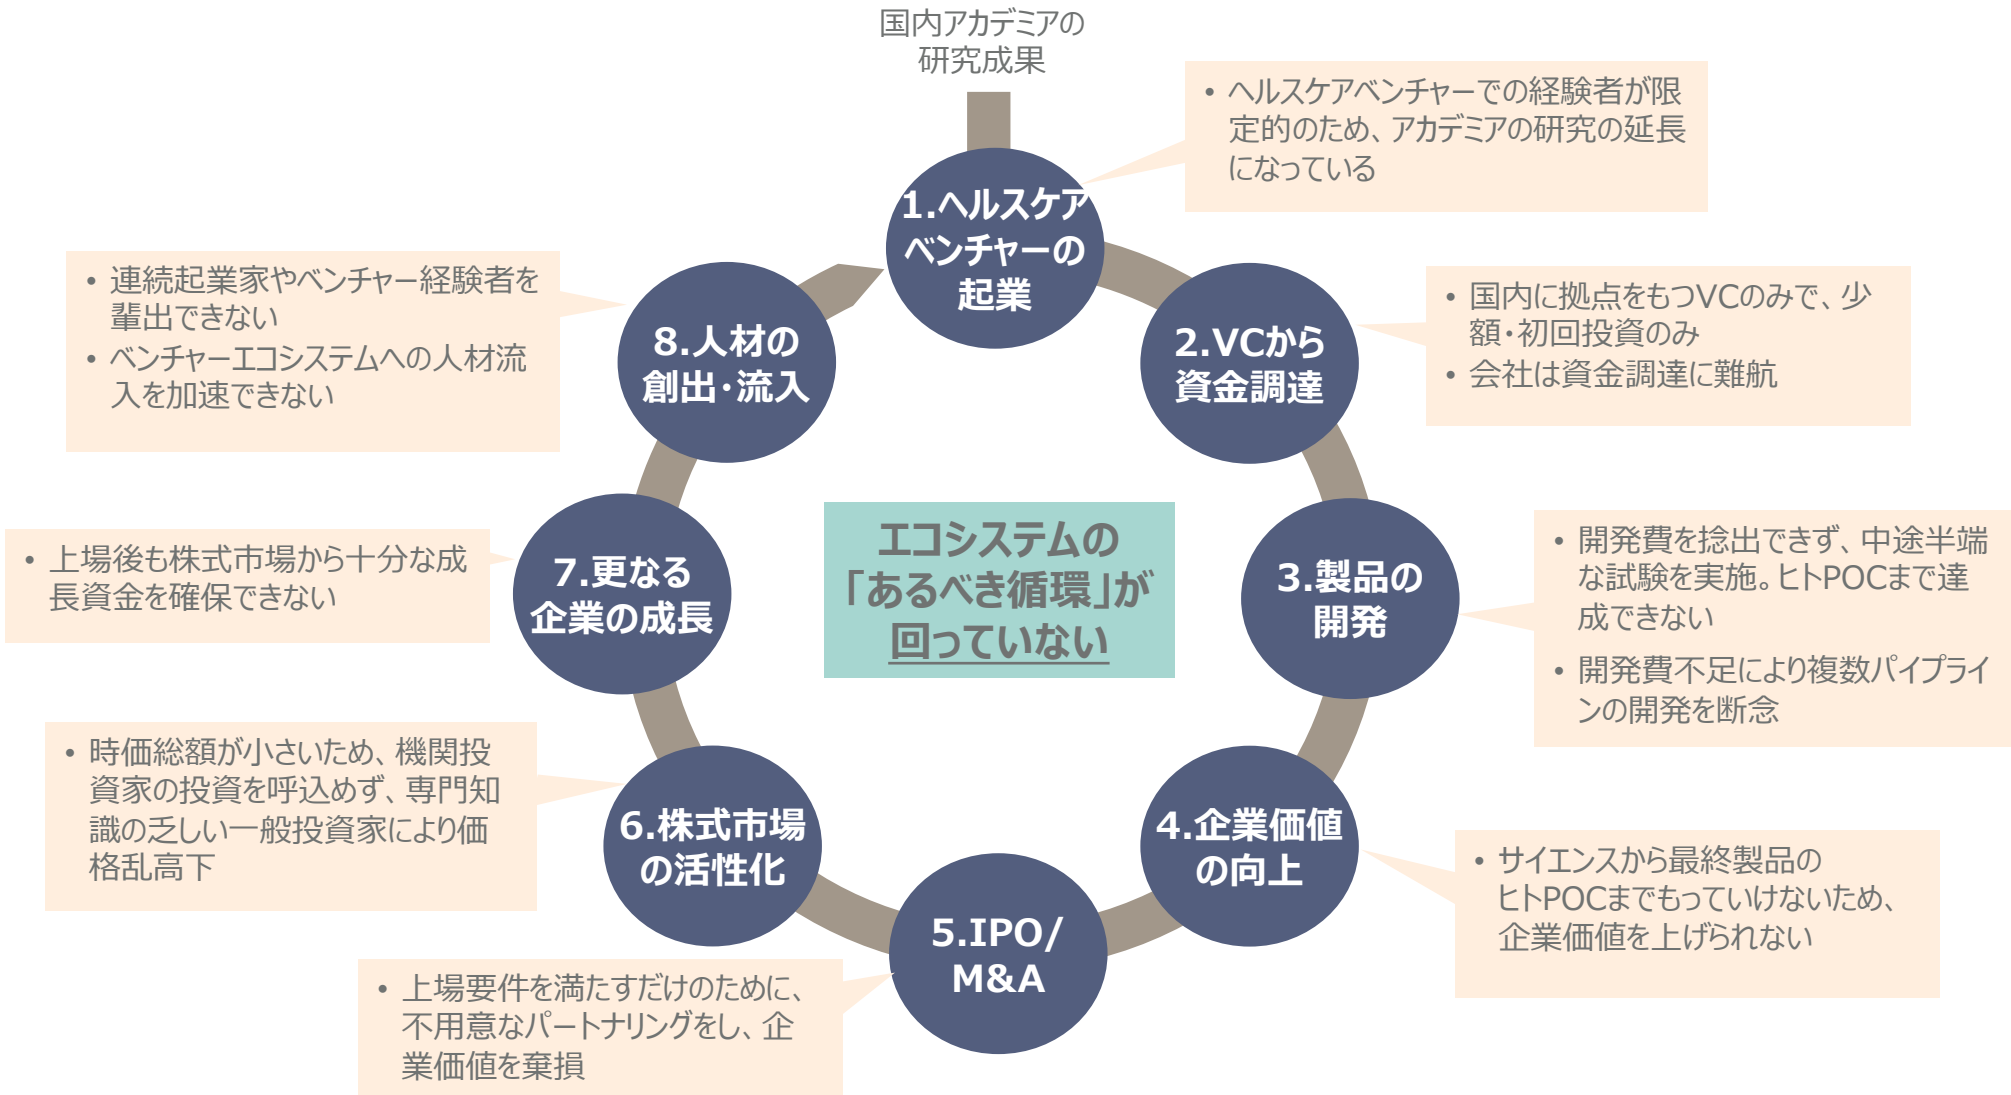 国内アカデミアの
研究成果
1.ヘルスケア
ベンチャーの
起業
• ヘルスケアベンチャーでの経験者が限
定的のため、アカデミアの研究の延長
になっている
2.VCから
資金調達
• 国内に拠点をもつVCのみで、少
額・初回投資のみ
• 会社は資金調達に難航
3.製品の
開発
• 開発費を捻出できず、中途半端
な試験を実施。ヒトPOCまで達
成できない
• 開発費不足により複数パイプライ
ンの開発を断念
4.企業価値
の向上
• サイエンスから最終製品の
ヒトPOCまでもっていけないため、
企業価値を上げられない
5.IPO/
M&A
• 上場要件を満たすだけのために、
不用意なパートナリングをし、企
業価値を棄損
6.株式市場
の活性化
• 時価総額が小さいため、機関投
資家の投資を呼込めず、専門知
識の乏しい一般投資家により価
格乱高下
7.更なる
企業の成長
• 上場後も株式市場から十分な成
長資金を確保できない
8.人材の
創出・流入
• 連続起業家やベンチャー経験者を
輩出できない
• ベンチャーエコシステムへの人材流
入を加速できない
エコシステムの
「あるべき循環」が
回っていない